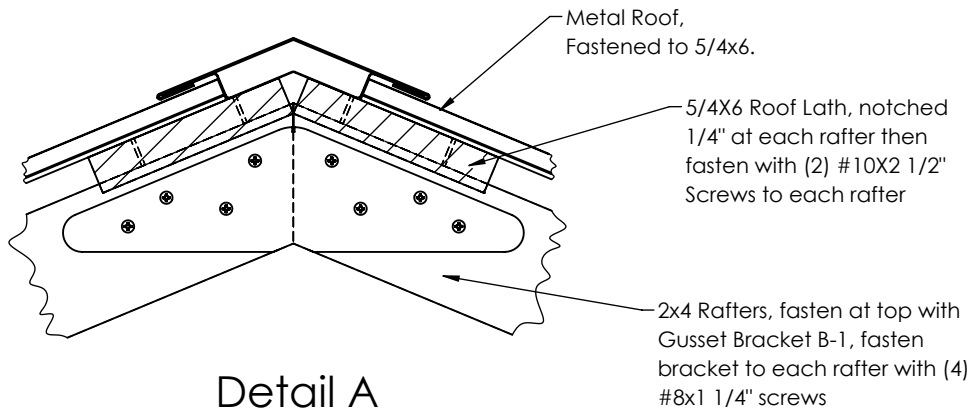 Metal Roof,
Fastened to 5/4x6.
5/4X6 Roof Lath, notched
1/4" at each rafter then
fasten with (2) #10X2 1/2"
Screws to each rafter
2x4 Rafters, fasten at top with
Gusset Bracket B-1, fasten
bracket to each rafter with (4)
#8x1 1/4" screws
Detail A